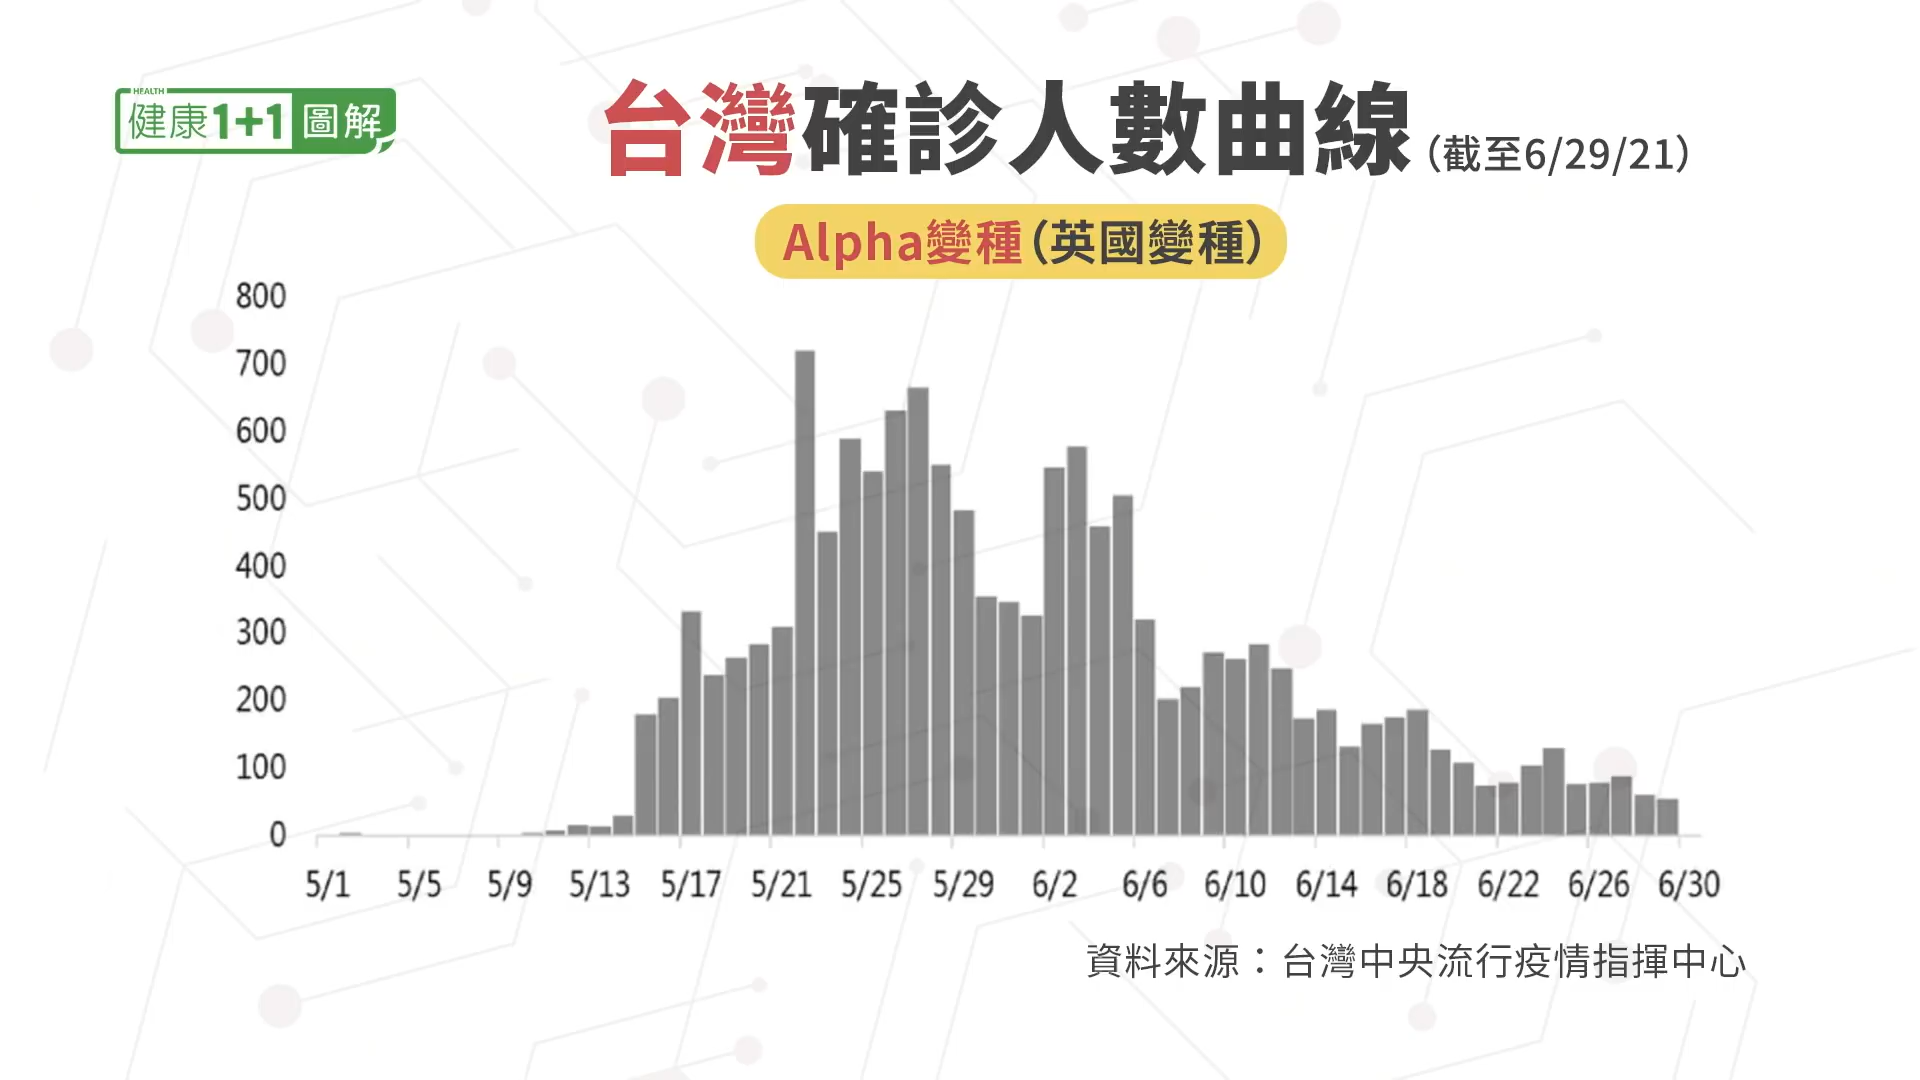 HEALTH
健康1+1圖解
台灣確診人數曲線（截至6/29/21）
Alpha變種（英國變種）
800
700
600
500
400
300
200
100
0
5/1 5/5 5/9 5/13 5/17 5/21 5/25 5/29 6/2 6/6 6/10 6/14 6/18 6/22 6/26 6/30
資料來源：台灣中央流行疫情指揮中心